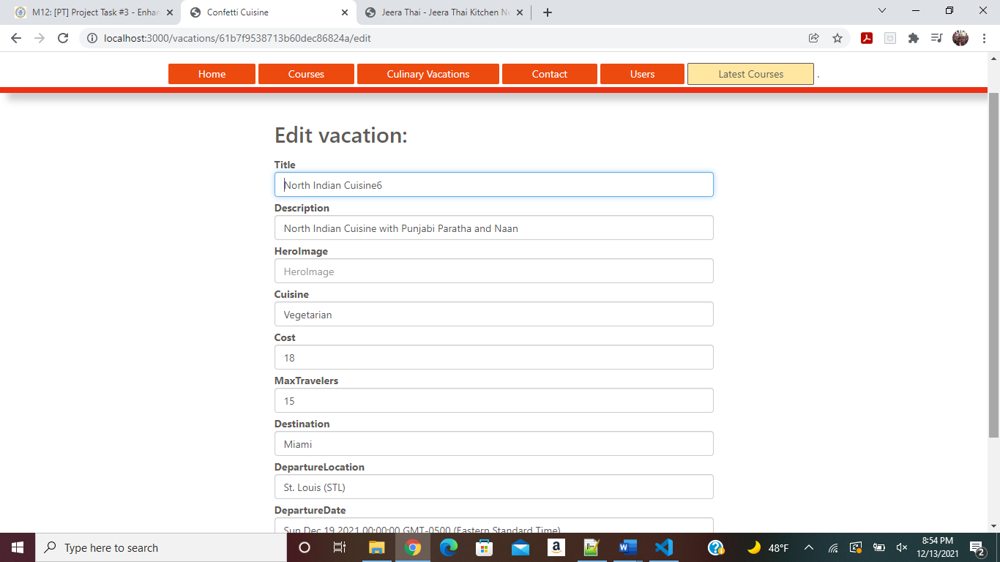 M12: [PT] Project Task #3 - Enhan
Confetti Cuisine
Jeera Thai - Jeera Thai Kitchen Ne
localhost:3000/vacations/61b7f9538713b60dec86824a/edit
Home
Courses
Culinary Vacations
Contact
Users
Latest Courses
.
Edit vacation:
Title
North Indian Cuisine6
Description
North Indian Cuisine with Punjabi Paratha and Naan
HeroImage
HeroImage
Cuisine
Vegetarian
Cost
18
MaxTravelers
15
Destination
Miami
DepartureLocation
St. Louis (STL)
DepartureDate
Sun Dec 19 2021 00:00:00 GMT-0500 (Eastern Standard Time)
Type here to search
48°F
8:54 PM
12/13/2021
2